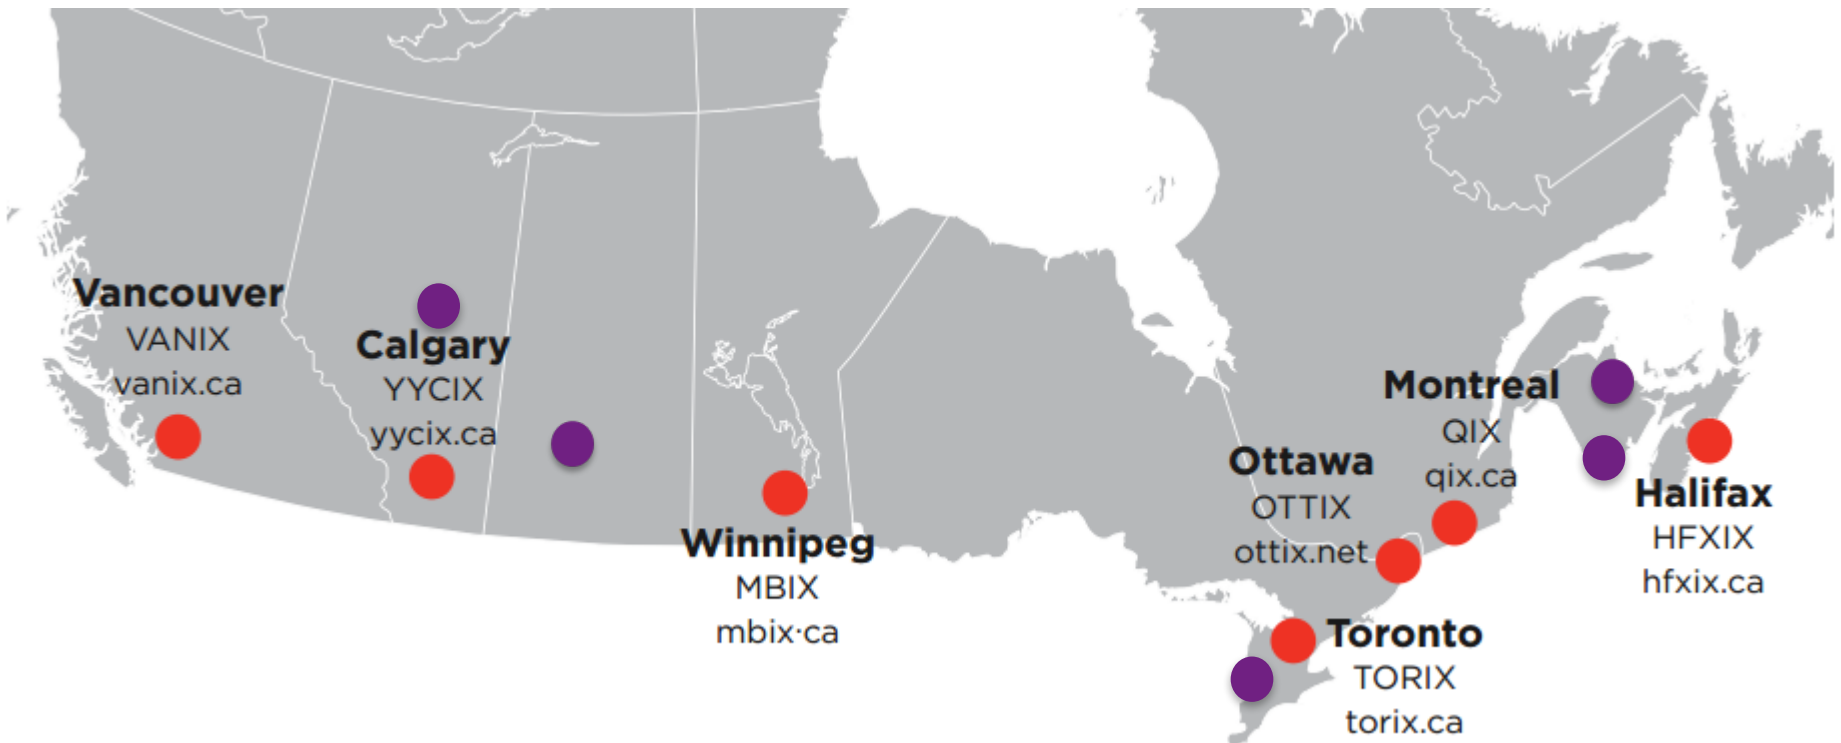 Vancouver
VANIX
vanix.ca
Calgary
YYCIX
yycix.ca
Winnipeg
MBIX
mbix·ca
Ottawa
OTTIX
ottix.net
Montreal
QIX
qix.ca
Toronto
TORIX
torix.ca
Halifax
HFXIX
hfxix.ca